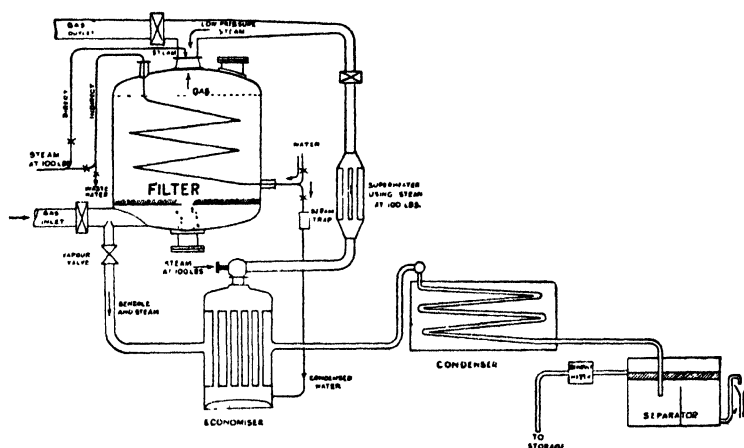 GAS
OUTLET
LOW PRESSURE
STEAM
STEAM
GAS
DIRECT
INDIRECT
STEAM
AT 100 LBS
WASTE
WATER
WATER
FILTER
STEAM
TRAP
SUPERHEATER
USING STEAM
AT 100 LBS.
GAS
INLET
VAPOUR
VALVE
STEAM
AT 100 LBS
BENZOLE
AND STEAM
CONDENSED
WATER
CONDENSER
ECONOMISER
SEPARATOR
TO
STORAGE